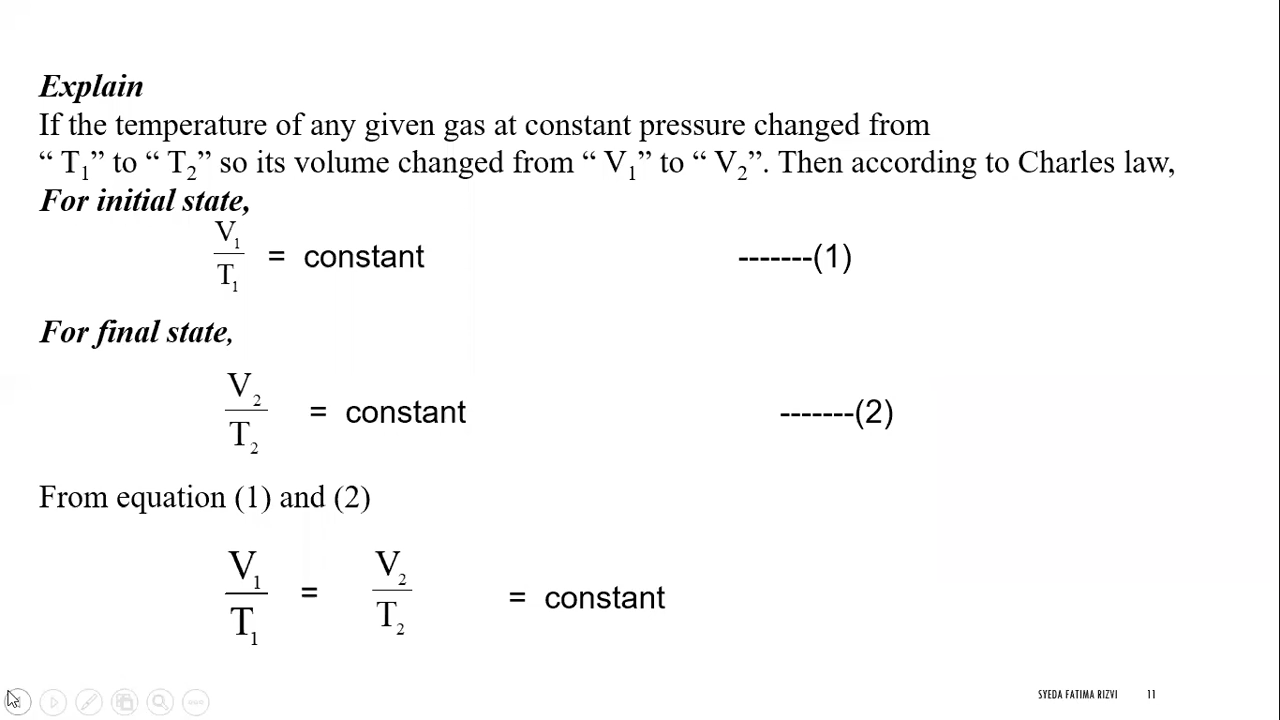 Explain
If the temperature of any given gas at constant pressure changed from
“ T₁” to “ T₂” so its volume changed from “ V₁” to “ V₂”. Then according to Charles law,
For initial state,
V₁/T₁ = constant -------(1)
For final state,
V₂/T₂ = constant -------(2)
From equation (1) and (2)
V₁/T₁ = V₂/T₂ = constant
SYEDA FATIMA RIZVI 11